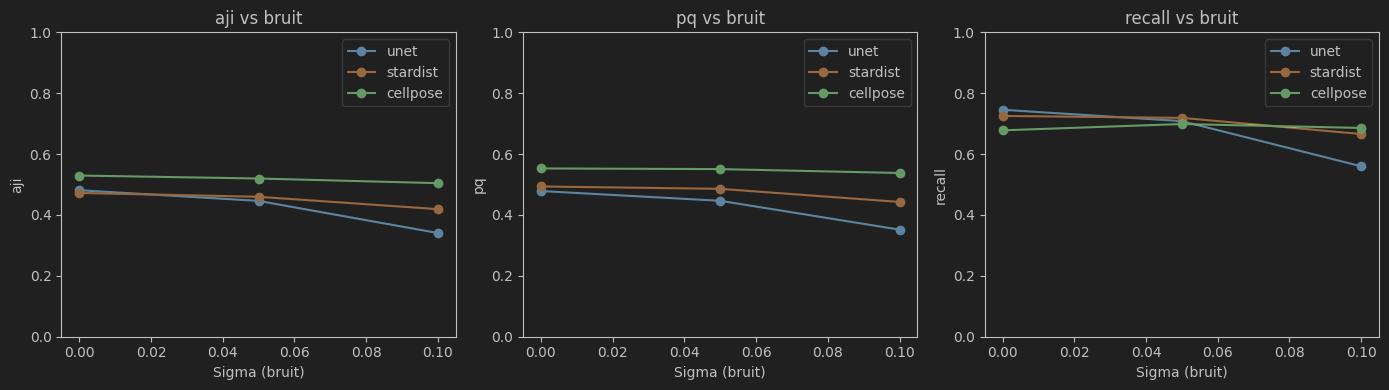 aji vs bruit
1.0
0.8
0.6
0.4
0.2
0.0
aji
unet
stardist
cellpose
0.00 0.02 0.04 0.06 0.08 0.10
Sigma (bruit)
pq vs bruit
1.0
0.8
0.6
0.4
0.2
0.0
pq
unet
stardist
cellpose
0.00 0.02 0.04 0.06 0.08 0.10
Sigma (bruit)
recall vs bruit
1.0
0.8
0.6
0.4
0.2
0.0
recall
unet
stardist
cellpose
0.00 0.02 0.04 0.06 0.08 0.10
Sigma (bruit)